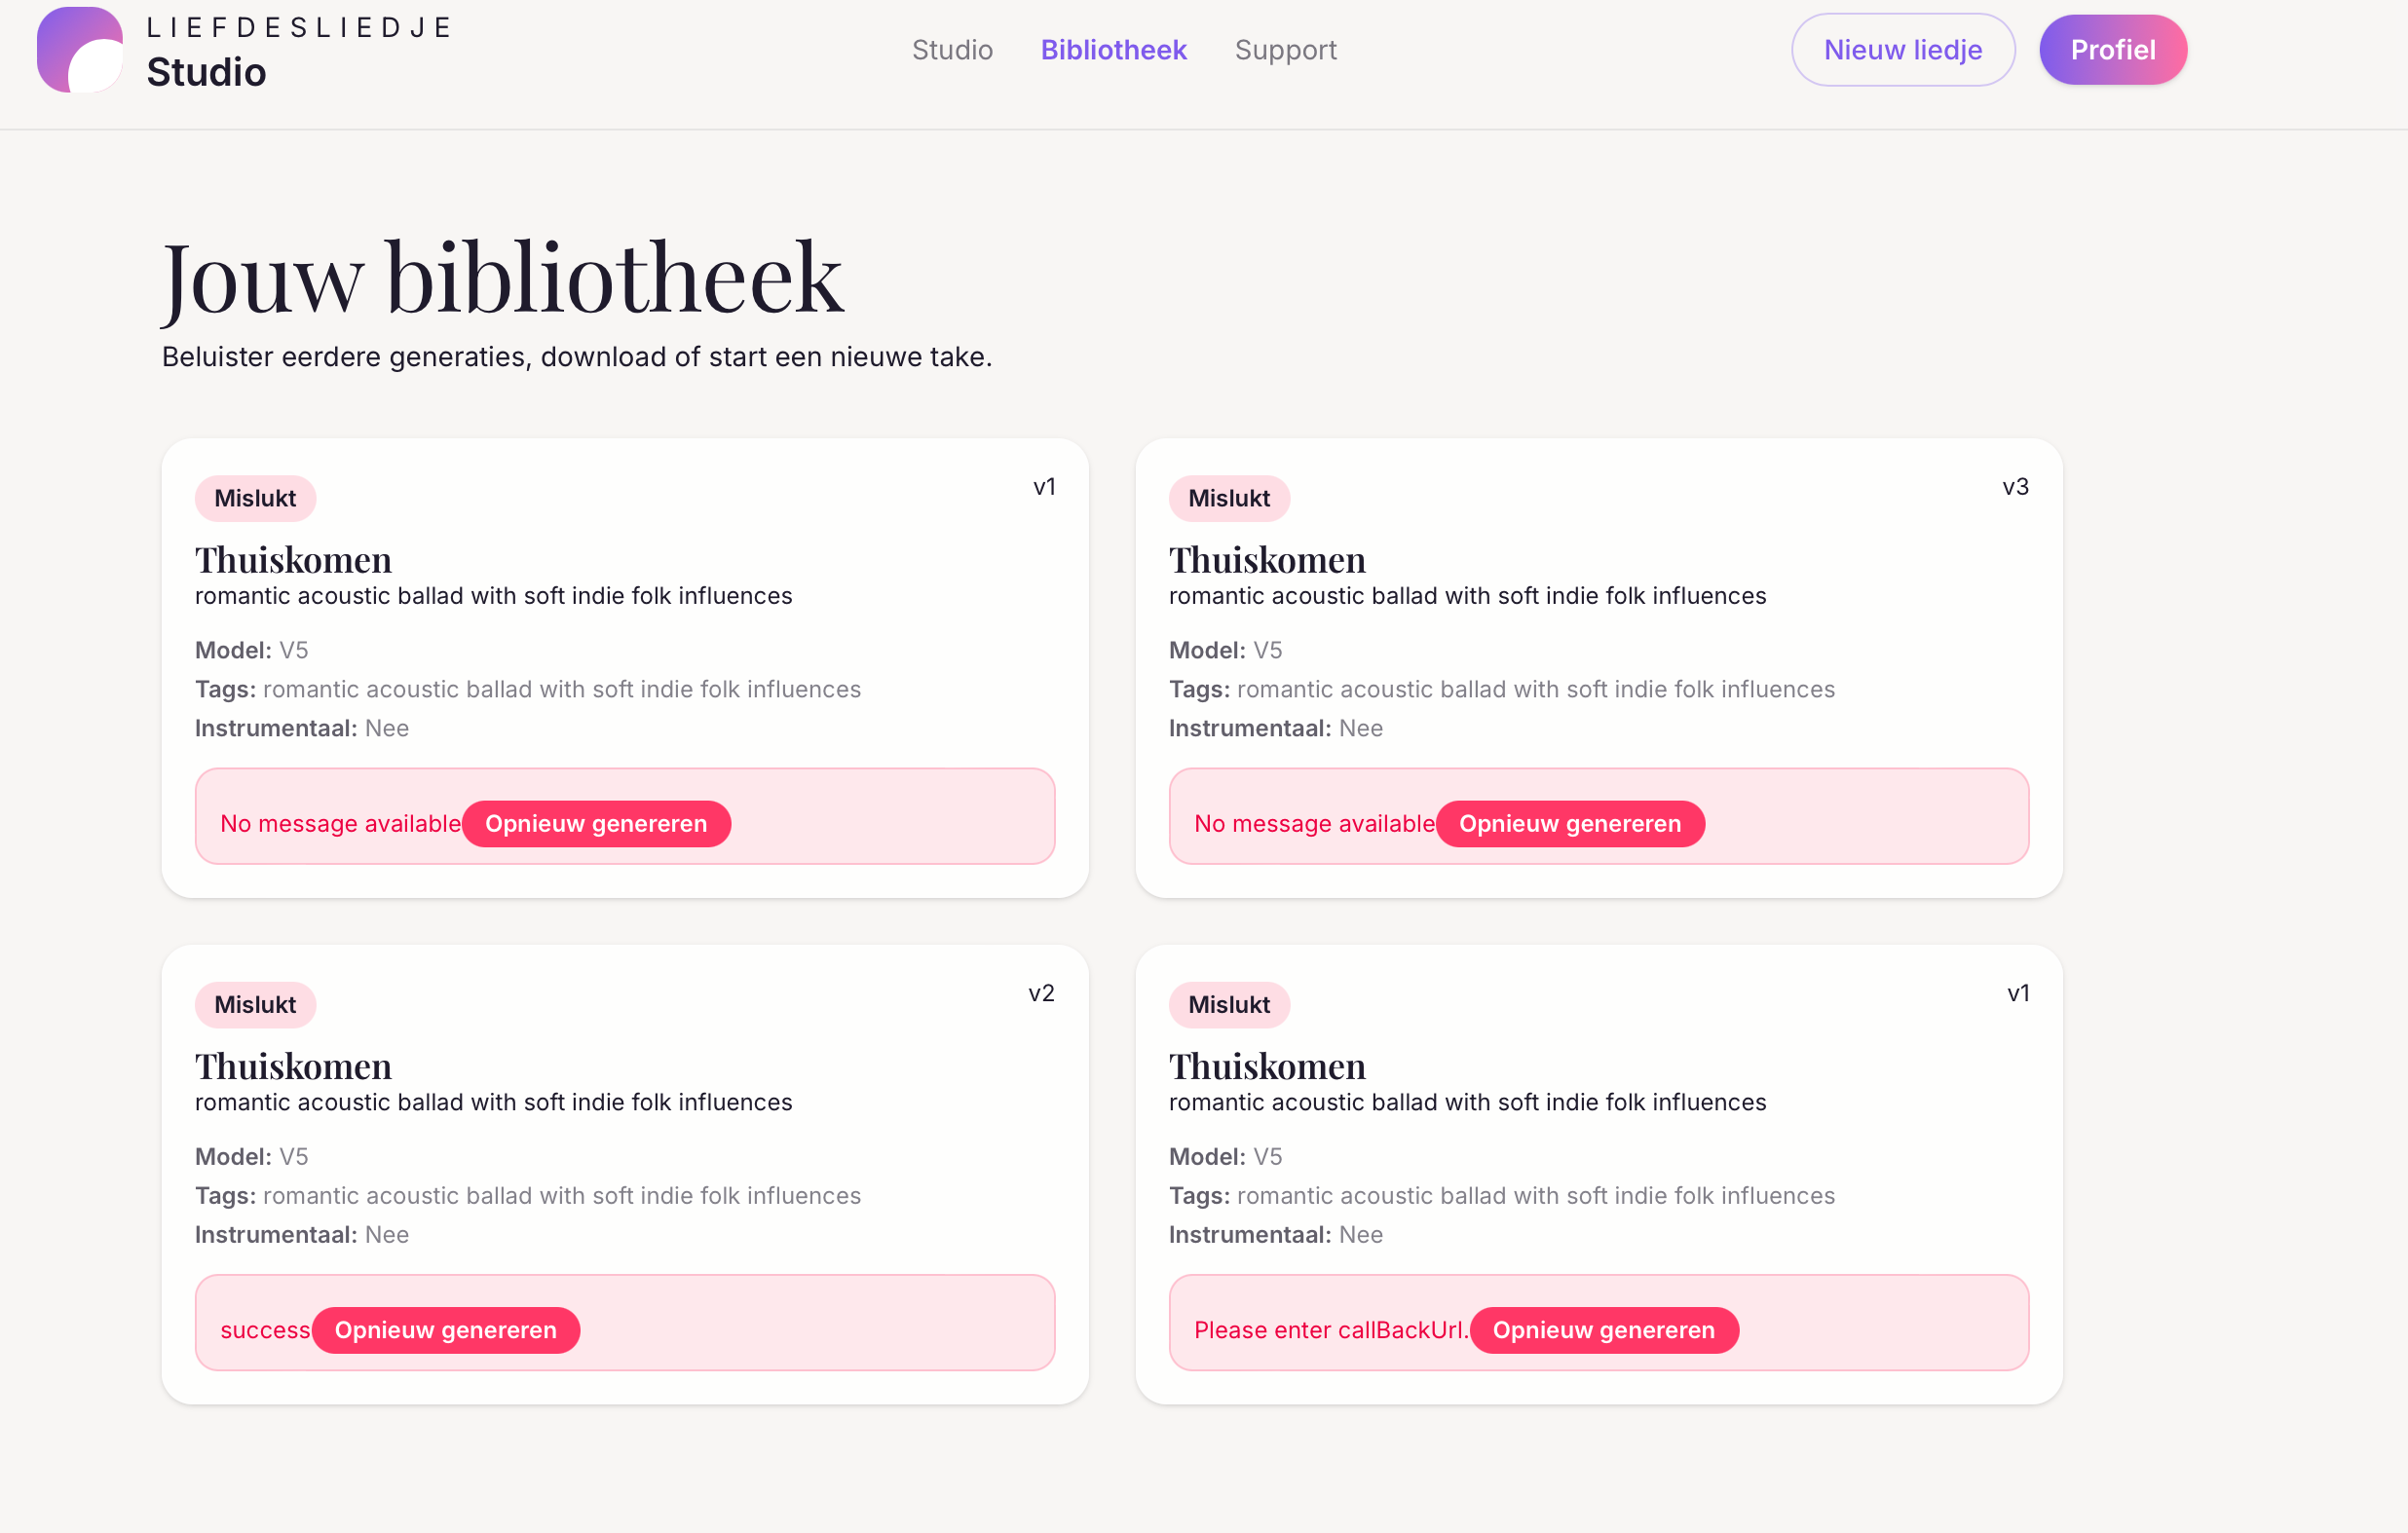 LIEFDESLIEDJE
Studio
Studio
Bibliotheek
Support
Nieuw liedje
Profiel
Jouw bibliotheek
Beluister eerdere generaties, download of start een nieuwe take.
Mislukt
v1
Thuiskomen
romantic acoustic ballad with soft indie folk influences
Model: V5
Tags: romantic acoustic ballad with soft indie folk influences
Instrumentaal: Nee
No message available
Opnieuw genereren
Mislukt
v3
Thuiskomen
romantic acoustic ballad with soft indie folk influences
Model: V5
Tags: romantic acoustic ballad with soft indie folk influences
Instrumentaal: Nee
No message available
Opnieuw genereren
Mislukt
v2
Thuiskomen
romantic acoustic ballad with soft indie folk influences
Model: V5
Tags: romantic acoustic ballad with soft indie folk influences
Instrumentaal: Nee
success
Opnieuw genereren
Mislukt
v1
Thuiskomen
romantic acoustic ballad with soft indie folk influences
Model: V5
Tags: romantic acoustic ballad with soft indie folk influences
Instrumentaal: Nee
Please enter callBackUrl.
Opnieuw genereren